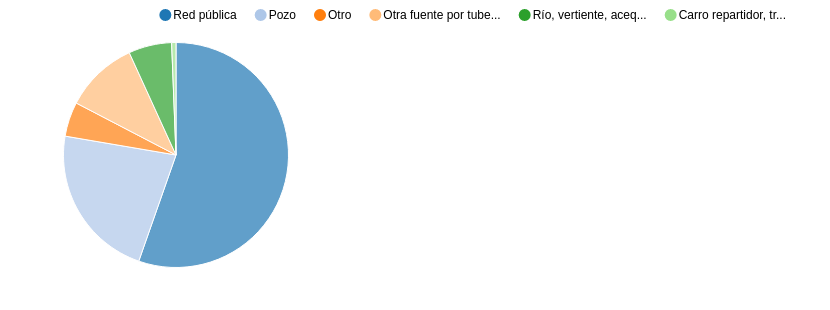 Red pública Pozo Otro Otra fuente por tube... Río, vertiente, aceq... Carro repartidor, tr...